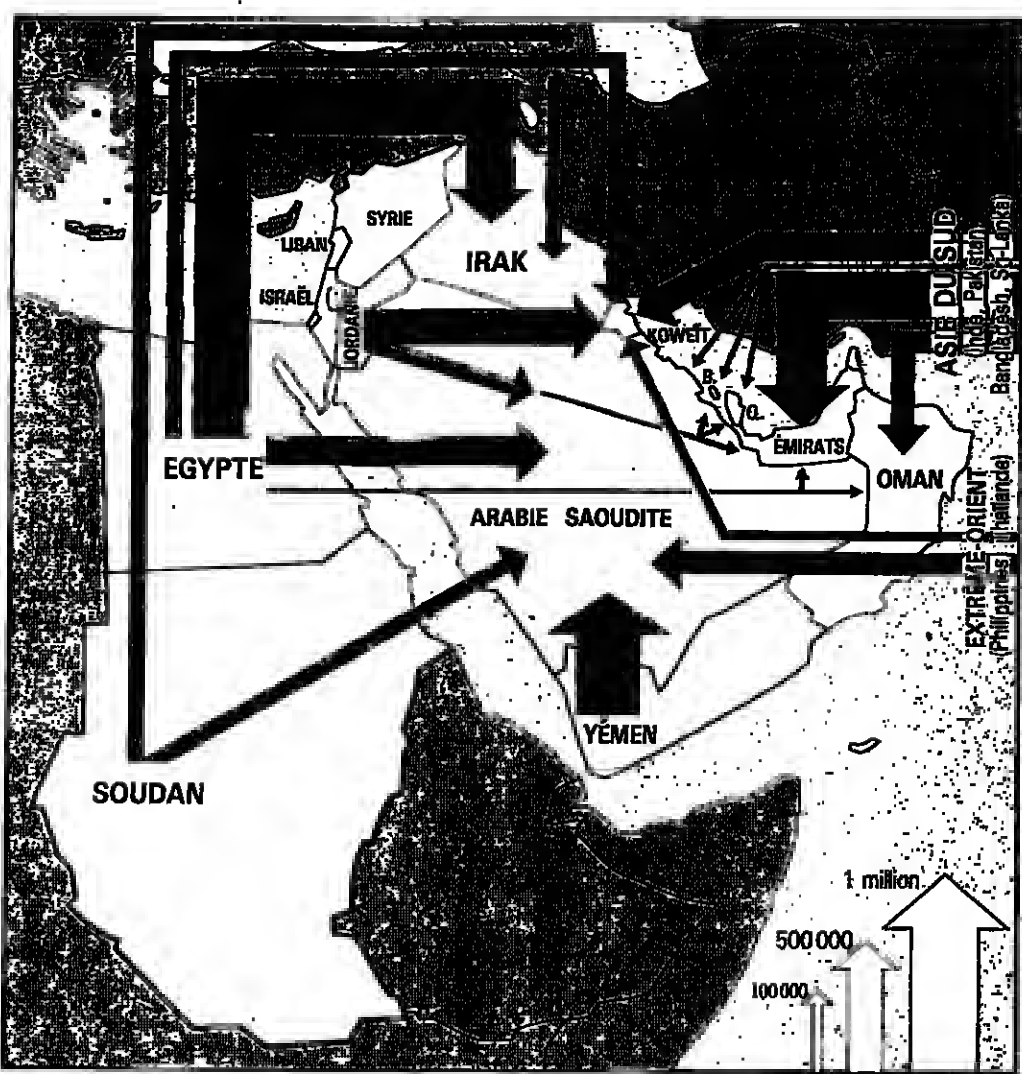 SYRIE
LIBAN
IRAK
ISRAËL
JORDANIE
KOWEÏT
B.
Q.
ÉMIRATS
OMAN
EGYPTE
ARABIE SAOUDITE
YÉMEN
SOUDAN
ASIE DU SUD
(Inde, Pakistan,
Bangladesh, Sri-Lanka)
EXTRÊME-ORIENT
(Philippines, Thaïlande)
1 million
500 000
100 000